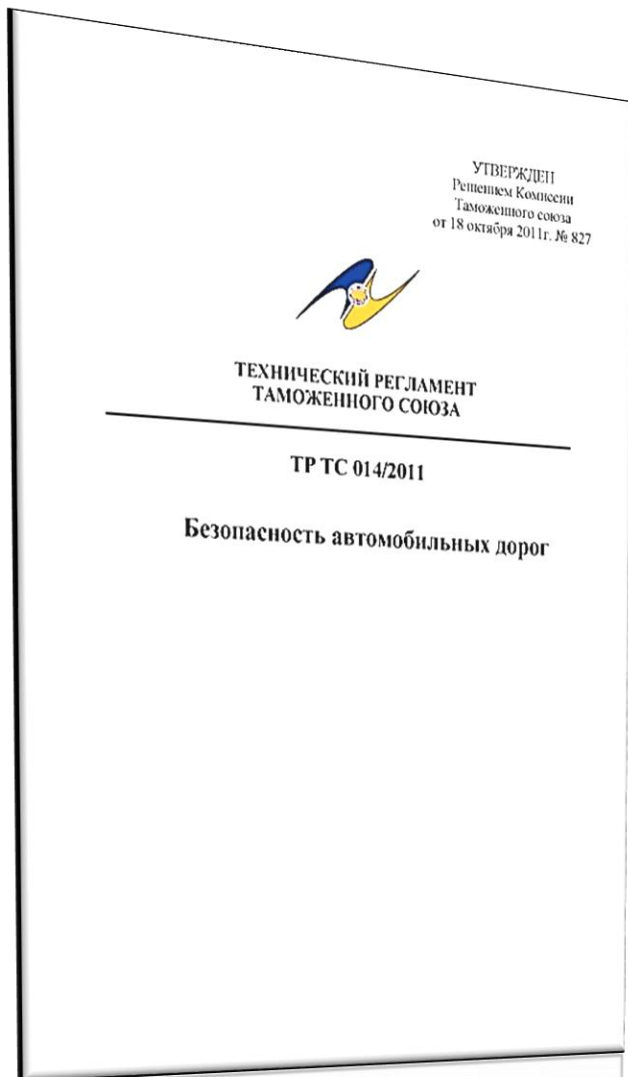 УТВЕРЖДЕН
Решением Комиссии
Таможенного союза
от 18 октября 2011г. № 827
ТЕХНИЧЕСКИЙ РЕГЛАМЕНТ
ТАМОЖЕННОГО СОЮЗА
ТР ТС 014/2011
Безопасность автомобильных дорог